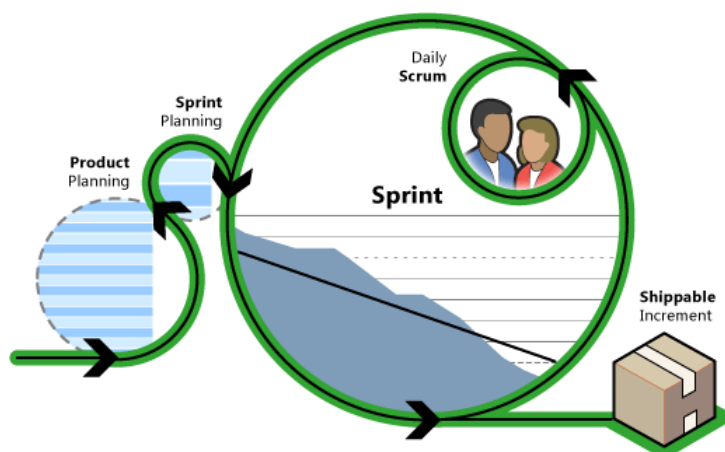 Daily
Scrum
Sprint
Planning
Product
Planning
Sprint
Shippable
Increment